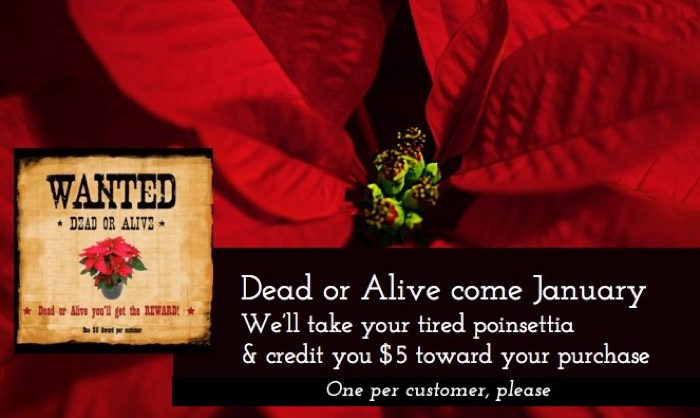 WANTED
DEAD OR ALIVE
Dead or Alive you'll get the REWARD!
One $5 Reward per customer
Dead or Alive come January
We'll take your tired poinsettia
& credit you $5 toward your purchase
One per customer, please